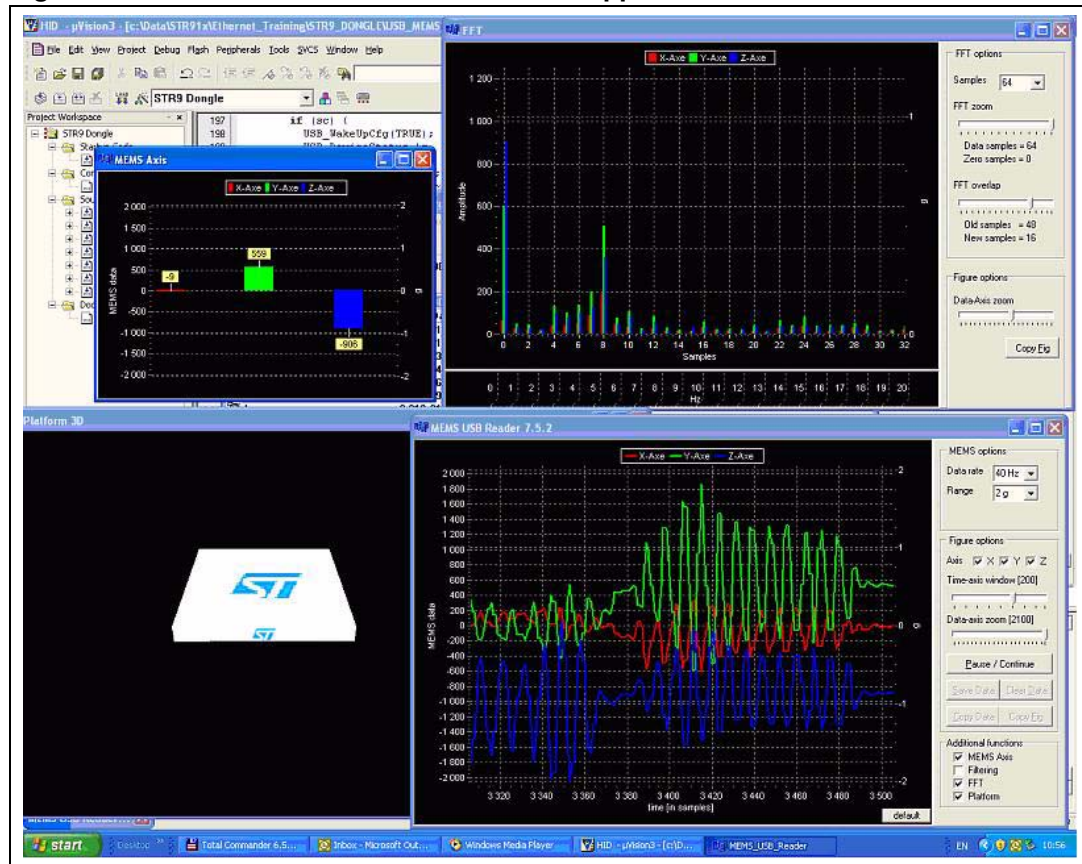 HID - µVision3 - [c:\Data\STR91x\Ethernet_Training\STR9_DONGLE\USB_MEMS
File Edit View Project Debug Flash Peripherals Tools SVCS Window Help
STR9 Dongle
Project Workspace
STR9 Dongle
197 if (sc) {
198 USB_WakeUpCfg(TRUE);
MEMS Axis
X-Axe Y-Axe Z-Axe
2 000
1 500
1 000
500
0
-500
-1 000
-1 500
-2 000
MEMS data
-9
559
-906
2
1
0
-1
-2
g
FFT
X-Axe Y-Axe Z-Axe
1 200
1 000
800
600
400
200
0
Amplitude
1
0
g
0 2 4 6 8 10 12 14 16 18 20 22 24 26 28 30 32
Samples
0 1 2 3 4 5 6 7 8 9 10 11 12 13 14 15 16 17 18 19 20
Hz
FFT options
Samples 64
FFT zoom
Data samples = 64
Zero samples = 0
FFT overlap
Old samples = 48
New samples = 16
Figure options
Data-Axis zoom
Copy Fig
Platform 3D
ST
ST
MEMS USB Reader 7.5.2
X-Axe Y-Axe Z-Axe
2 000
1 800
1 600
1 400
1 200
1 000
800
600
400
200
0
-200
-400
-600
-800
-1 000
-1 200
-1 400
-1 600
-1 800
-2 000
MEMS data
2
1
0
-1
-2
g
3 320 3 340 3 360 3 380 3 400 3 420 3 440 3 460 3 480 3 500
time [in samples]
default
MEMS options
Data rate 40 Hz
Range 2 g
Figure options
Axis X Y Z
Time-axis window [200]
Data-axis zoom [2100]
Pause / Continue
Save Data Clear Data
Copy Data Copy Fig
Additional functions
MEMS Axis
Filtering
FFT
Platform
start
Desktop
Total Commander 6.5...
Inbox - Microsoft Out...
Windows Media Player
HID - µVision3 - [c:\D...
MEMS_USB_Reader
EN
10:56